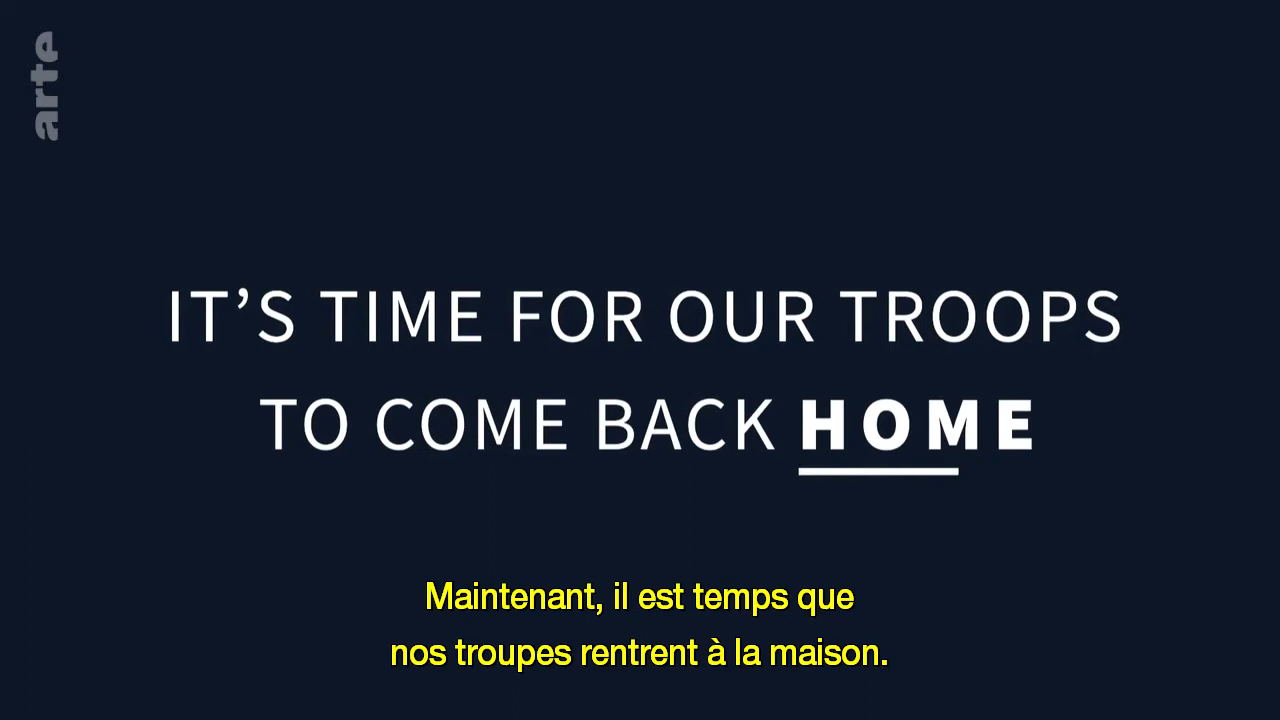 arte
IT’S TIME FOR OUR TROOPS
TO COME BACK HOME
Maintenant, il est temps que
nos troupes rentrent à la maison.